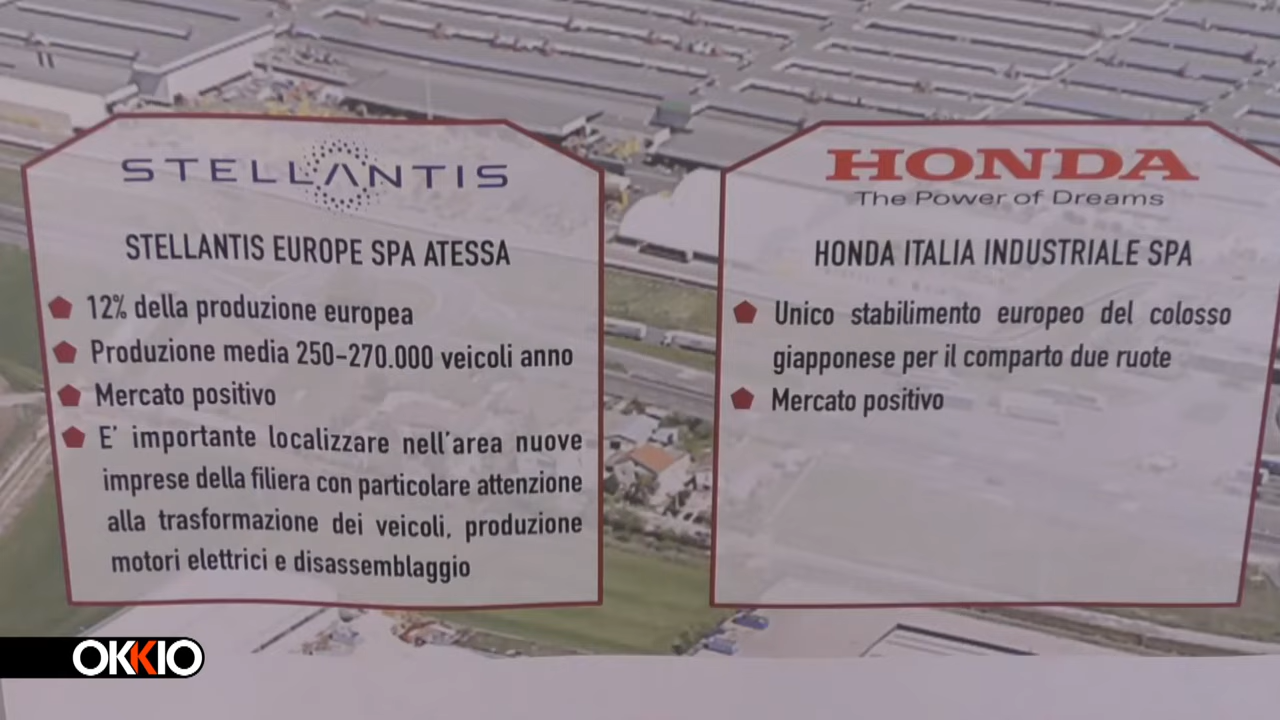 STELLANTIS
STELLANTIS EUROPE SPA ATESSA
12% della produzione europea
Produzione media 250-270.000 veicoli anno
Mercato positivo
E' importante localizzare nell'area nuove
imprese della filiera con particolare attenzione
alla trasformazione dei veicoli, produzione
motori elettrici e disassemblaggio
HONDA
The Power of Dreams
HONDA ITALIA INDUSTRIALE SPA
Unico stabilimento europeo del colosso
giapponese per il comparto due ruote
Mercato positivo
OKKIO